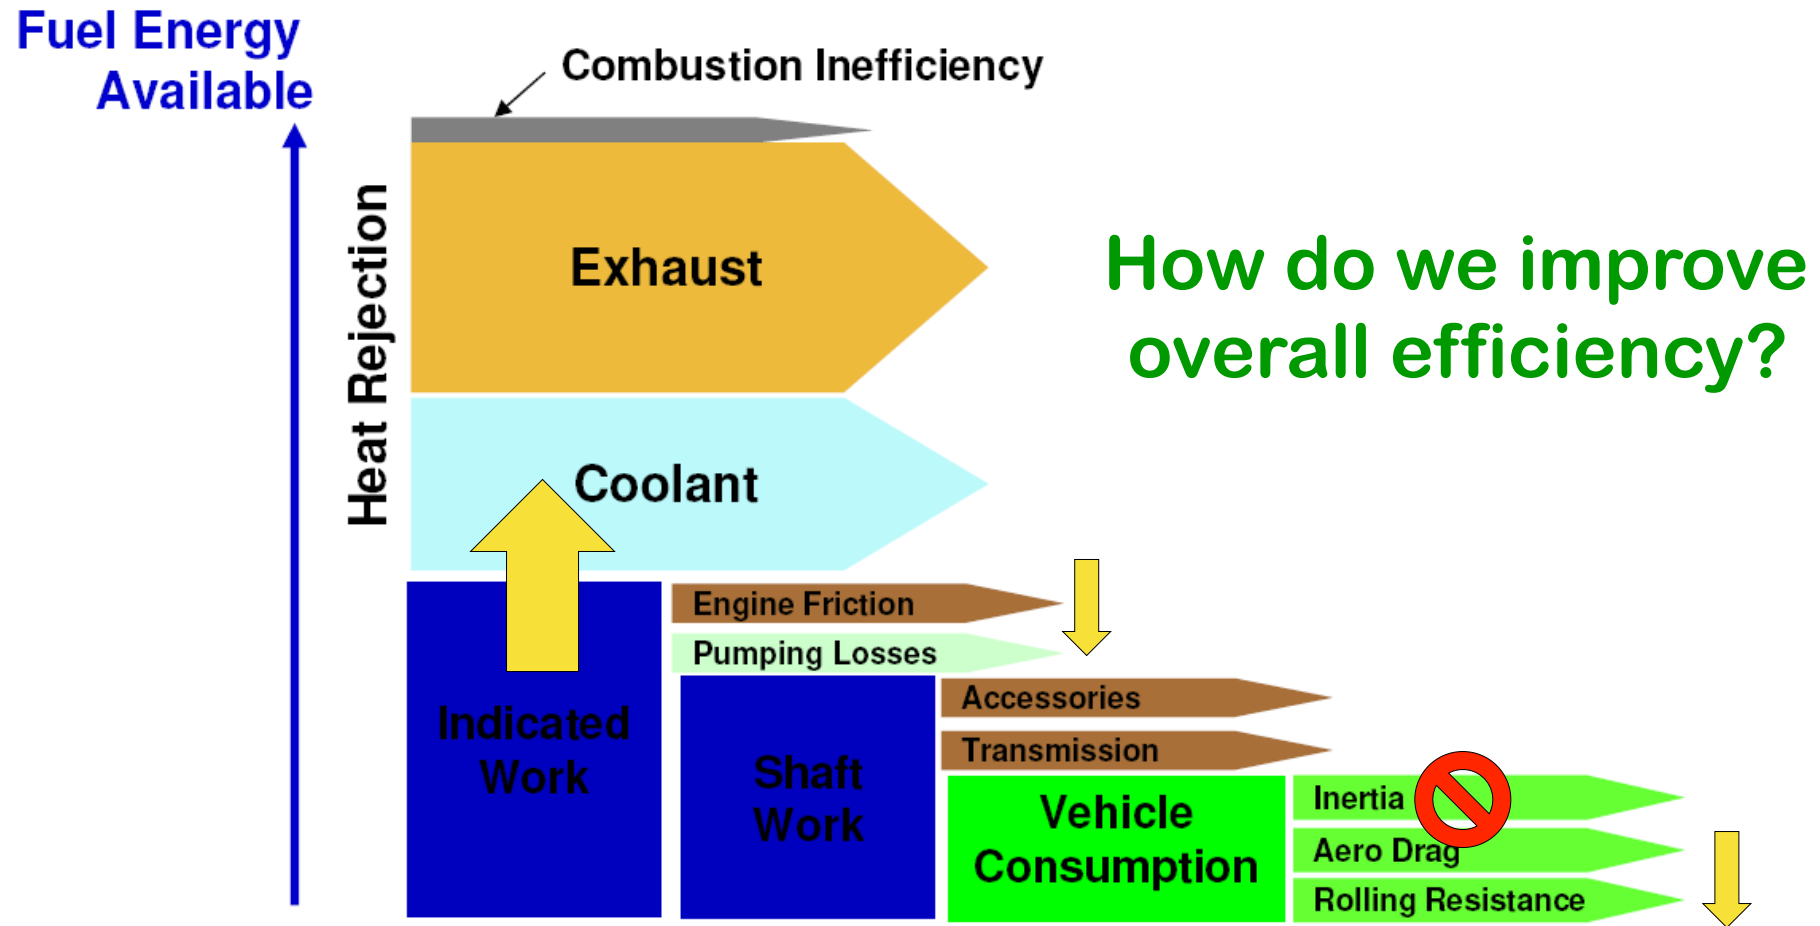 Fuel Energy
Available
Combustion Inefficiency
Heat Rejection
Exhaust
How do we improve
overall efficiency?
Coolant
Engine Friction
Pumping Losses
Indicated
Work
Accessories
Transmission
Shaft
Work
Vehicle
Consumption
Inertia
Aero Drag
Rolling Resistance